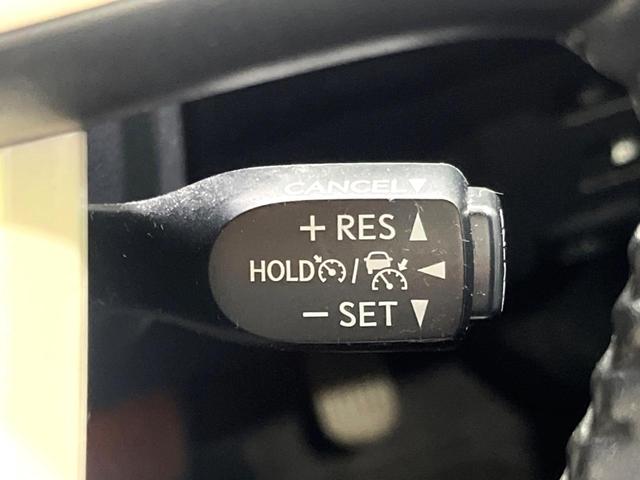 CANCEL▼
+ RES ▲
HOLD / ◀
− SET ▼